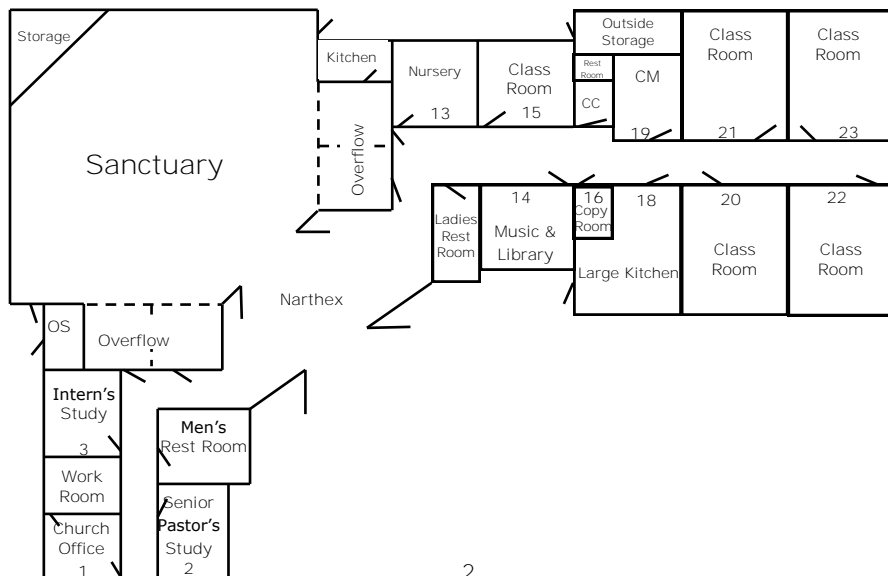 Storage
Sanctuary
Kitchen
Overflow
Nursery
13
Class
Room
15
Outside
Storage
Rest
Room
CC
CM
19
Class
Room
21
Class
Room
23
Ladies
Rest
Room
14
Music &
Library
16
Copy
Room
18
Large Kitchen
20
Class
Room
22
Class
Room
Narthex
OS
Overflow
Intern's
Study
3
Work
Room
Church
Office
1
Men's
Rest Room
Senior
Pastor's
Study
2
2